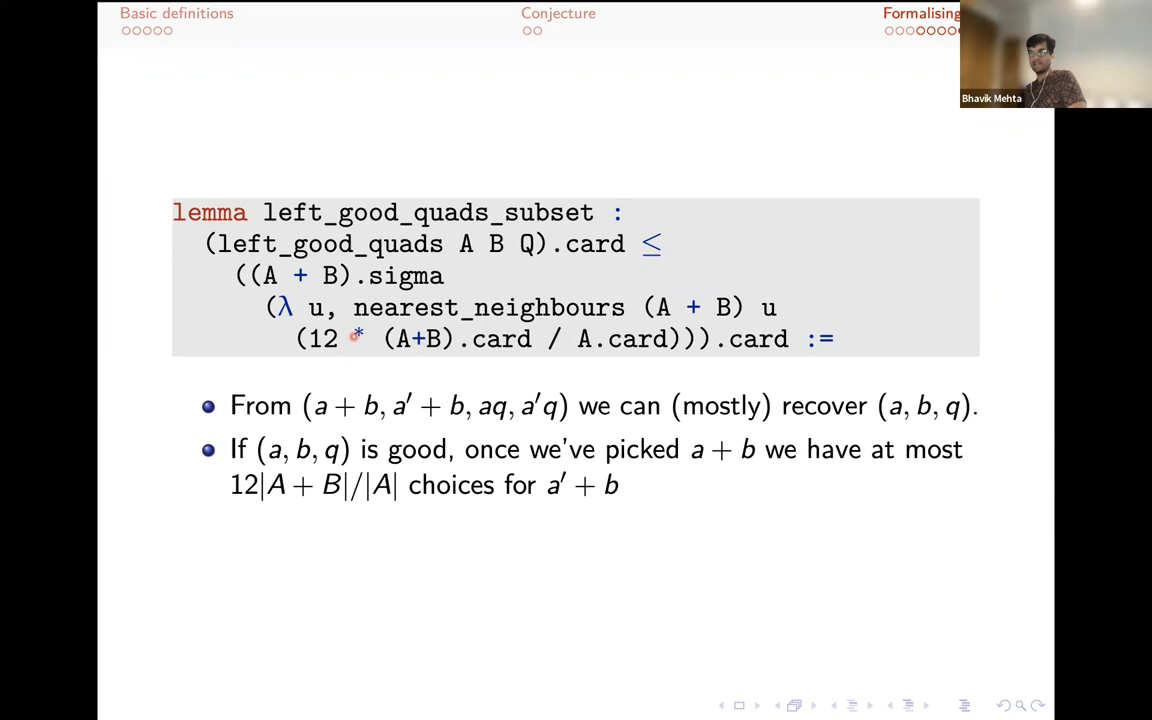 Basic definitions
Conjecture
Formalising
Bhavik Mehta
lemma left_good_quads_subset :
(left_good_quads A B Q).card ≤
((A + B).sigma
(λ u, nearest_neighbours (A + B) u
(12 * (A+B).card / A.card))).card :=
From (a + b, a′ + b, aq, a′q) we can (mostly) recover (a, b, q).
If (a, b, q) is good, once we've picked a + b we have at most
12|A + B|/|A| choices for a′ + b